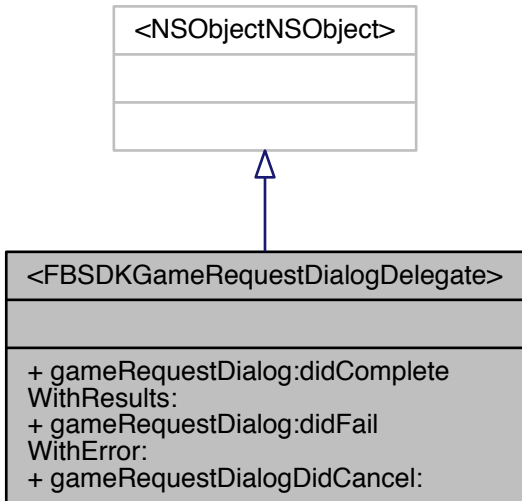 <NSObjectNSObject>
<FBSDKGameRequestDialogDelegate>
+ gameRequestDialog:didComplete
WithResults:
+ gameRequestDialog:didFail
WithError:
+ gameRequestDialogDidCancel: